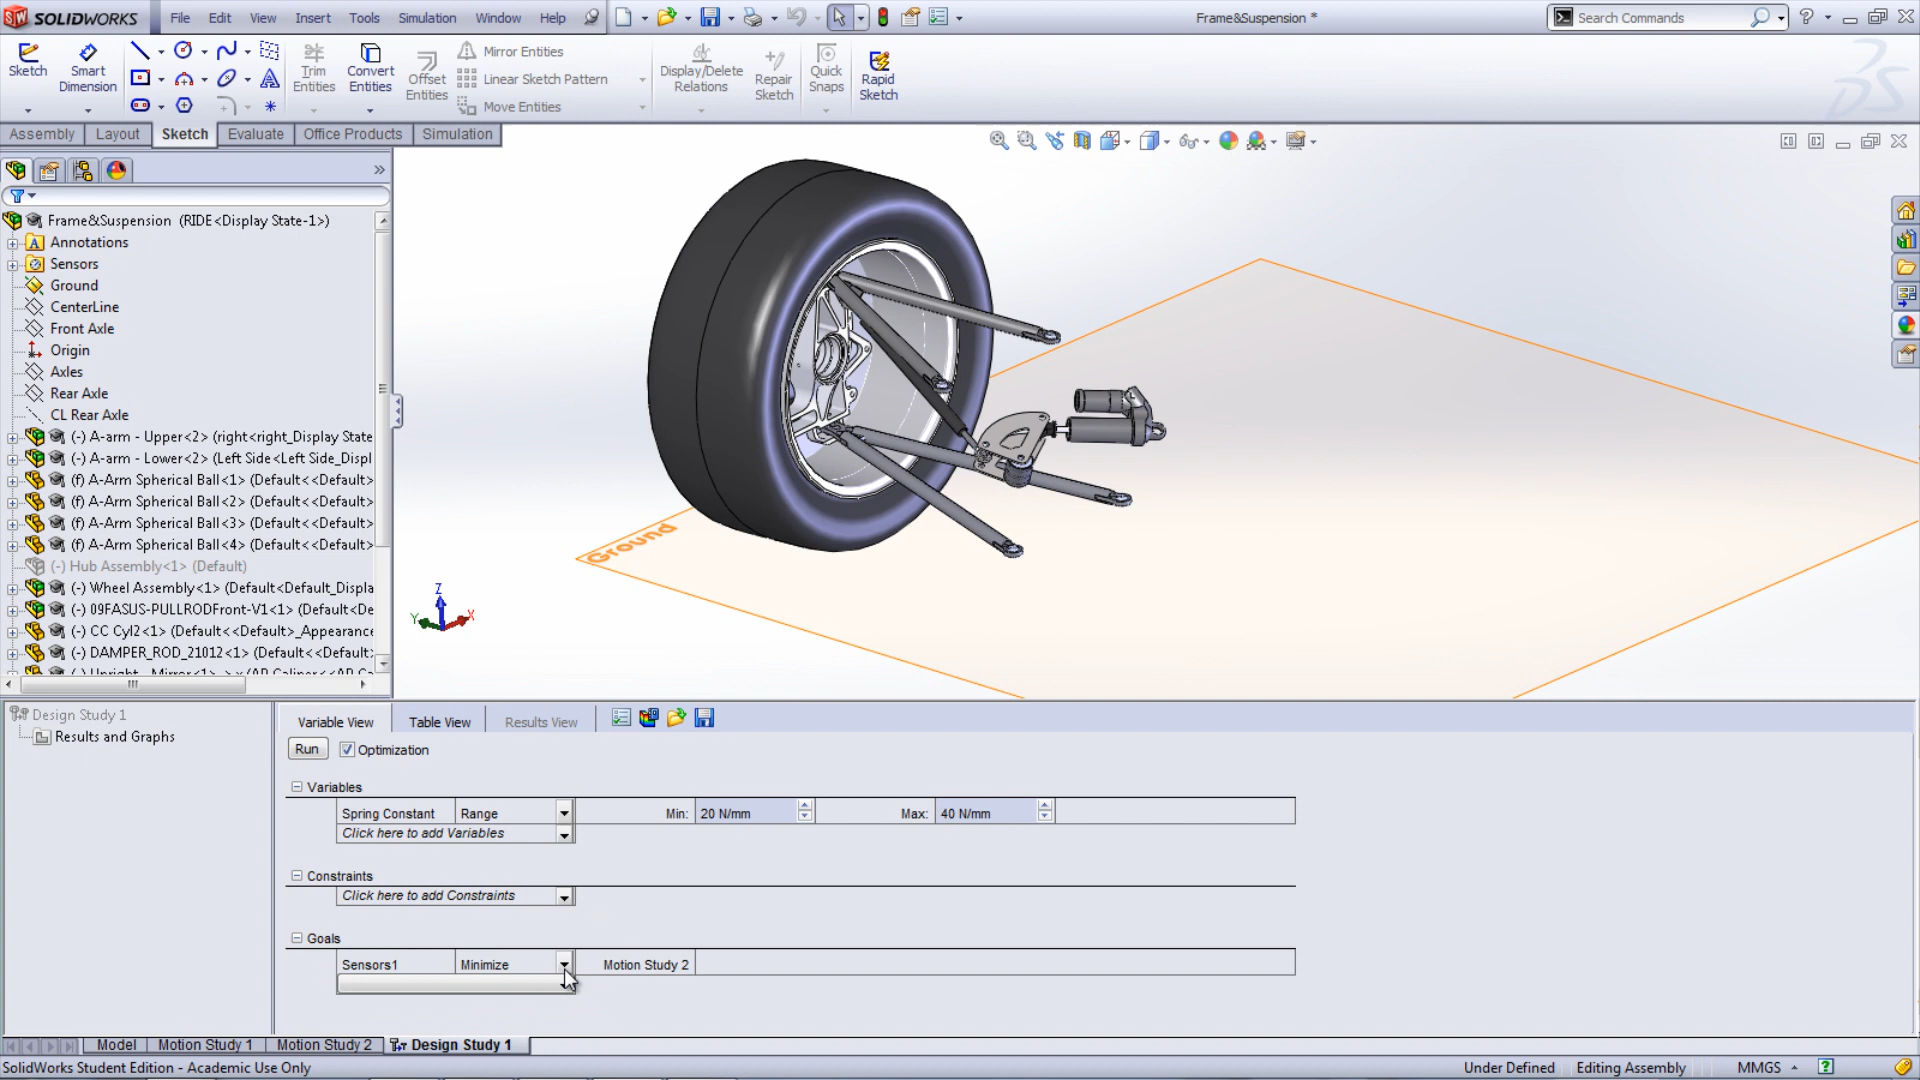 SOLIDWORKS File Edit View Insert Tools Simulation Window Help Frame&Suspension * Search Commands
Sketch Smart Dimension Trim Entities Convert Entities Offset Entities Mirror Entities Linear Sketch Pattern Move Entities Display/Delete Relations Repair Sketch Quick Snaps Rapid Sketch
Assembly Layout Sketch Evaluate Office Products Simulation
Frame&Suspension (RIDE<Display State-1>)
Annotations
Sensors
Ground
CenterLine
Front Axle
Origin
Axles
Rear Axle
CL Rear Axle
(-) A-arm - Upper<2> (right<right_Display State
(-) A-arm - Lower<2> (Left Side<Left Side_Displ
(f) A-Arm Spherical Ball<1> (Default<<Default>
(f) A-Arm Spherical Ball<2> (Default<<Default>
(f) A-Arm Spherical Ball<3> (Default<<Default>
(f) A-Arm Spherical Ball<4> (Default<<Default>
(-) Hub Assembly<1> (Default)
(-) Wheel Assembly<1> (Default<Default_Displa
(-) 09FASUS-PULLRODFront-V1<1> (Default<De
(-) CC Cyl2<1> (Default<<Default>_Appearance
(-) DAMPER_ROD_21012<1> (Default<<Default>
Ground
Z
Y X
Design Study 1
Results and Graphs
Variable View Table View Results View
Run Optimization
Variables
Spring Constant Range Min: 20 N/mm Max: 40 N/mm
Click here to add Variables
Constraints
Click here to add Constraints
Goals
Sensors1 Minimize Motion Study 2
Model Motion Study 1 Motion Study 2 Design Study 1
SolidWorks Student Edition - Academic Use Only Under Defined Editing Assembly MMGS